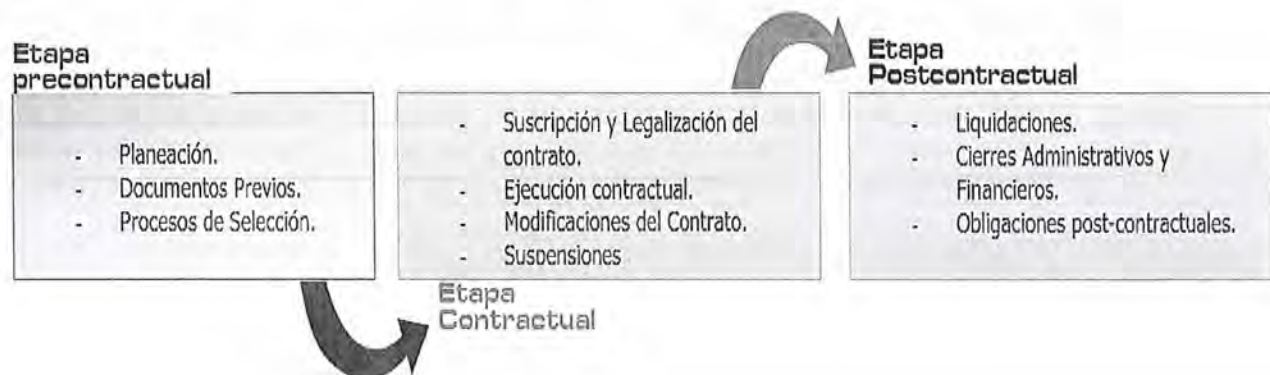 Etapa
precontractual
- Planeación.
- Documentos Previos.
- Procesos de Selección.
- Suscripción y Legalización del
contrato.
- Ejecución contractual.
- Modificaciones del Contrato.
- Suspensiones
Etapa
Contractual
Etapa
Postcontractual
- Liquidaciones.
- Cierres Administrativos y
Financieros.
- Obligaciones post-contractuales.